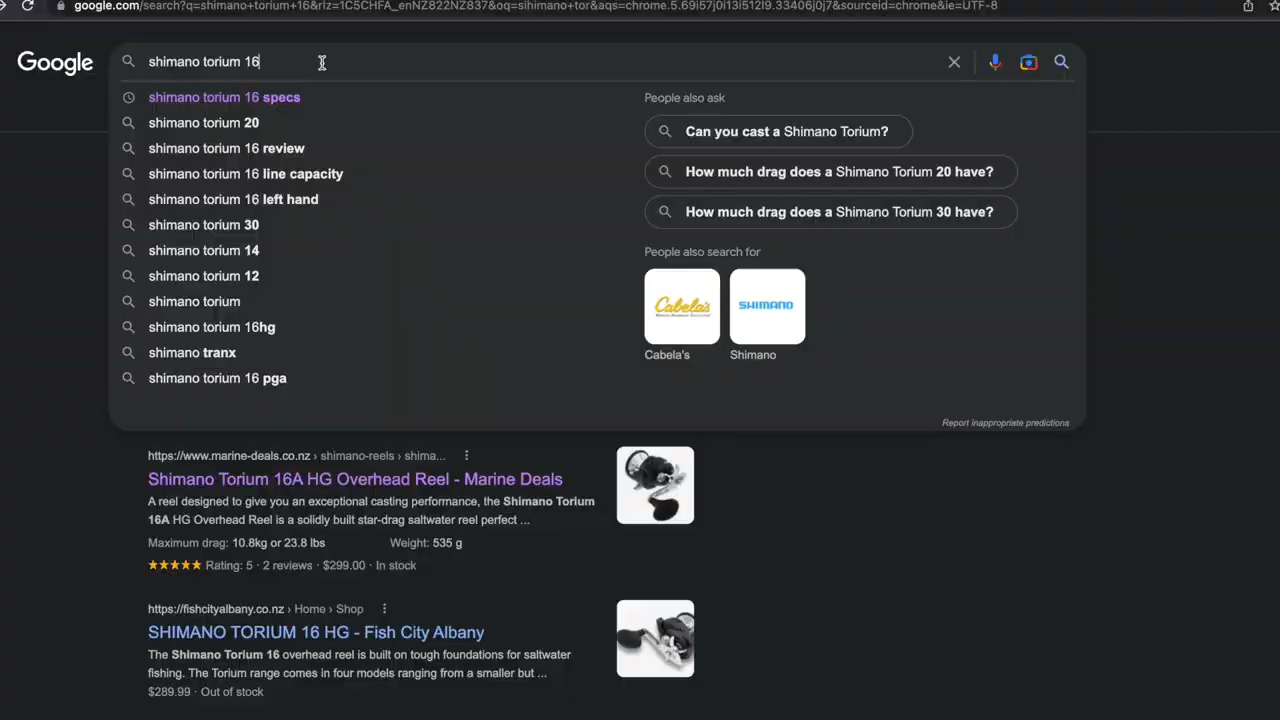 google.com/search?q=shimano+torium+16&rlz=1C5CHFA_enNZ822NZ837&oq=sihimano+tor&aqs=chrome.5.69i57j0i13i512l9.33406j0j7&sourceid=chrome&ie=UTF-8
Google
shimano torium 16
shimano torium 16 specs
shimano torium 20
shimano torium 16 review
shimano torium 16 line capacity
shimano torium 16 left hand
shimano torium 30
shimano torium 14
shimano torium 12
shimano torium
shimano torium 16hg
shimano tranx
shimano torium 16 pga
People also ask
Can you cast a Shimano Torium?
How much drag does a Shimano Torium 20 have?
How much drag does a Shimano Torium 30 have?
People also search for
Cabela's
SHIMANO
Cabela's
Shimano
Report inappropriate predictions
https://www.marine-deals.co.nz › shimano-reels › shima...
Shimano Torium 16A HG Overhead Reel - Marine Deals
A reel designed to give you an exceptional casting performance, the Shimano Torium
16A HG Overhead Reel is a solidly built star-drag saltwater reel perfect ...
Maximum drag: 10.8kg or 23.8 lbs Weight: 535 g
Rating: 5 · 2 reviews · $299.00 · In stock
https://fishcityalbany.co.nz › Home › Shop
SHIMANO TORIUM 16 HG - Fish City Albany
The Shimano Torium 16 overhead reel is built on tough foundations for saltwater
fishing. The Torium range comes in four models ranging from a smaller but ...
$289.99 · Out of stock